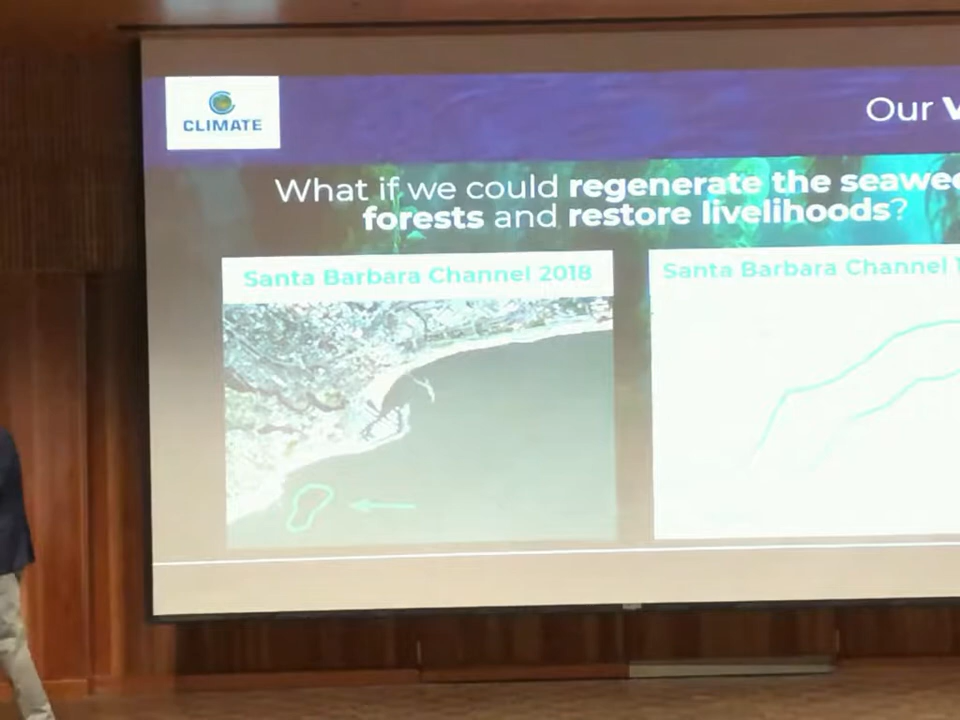 CLIMATE
Our
What if we could regenerate the
forests and restore livelihoods?
Santa Barbara Channel 2018
Santa Barbara Channel